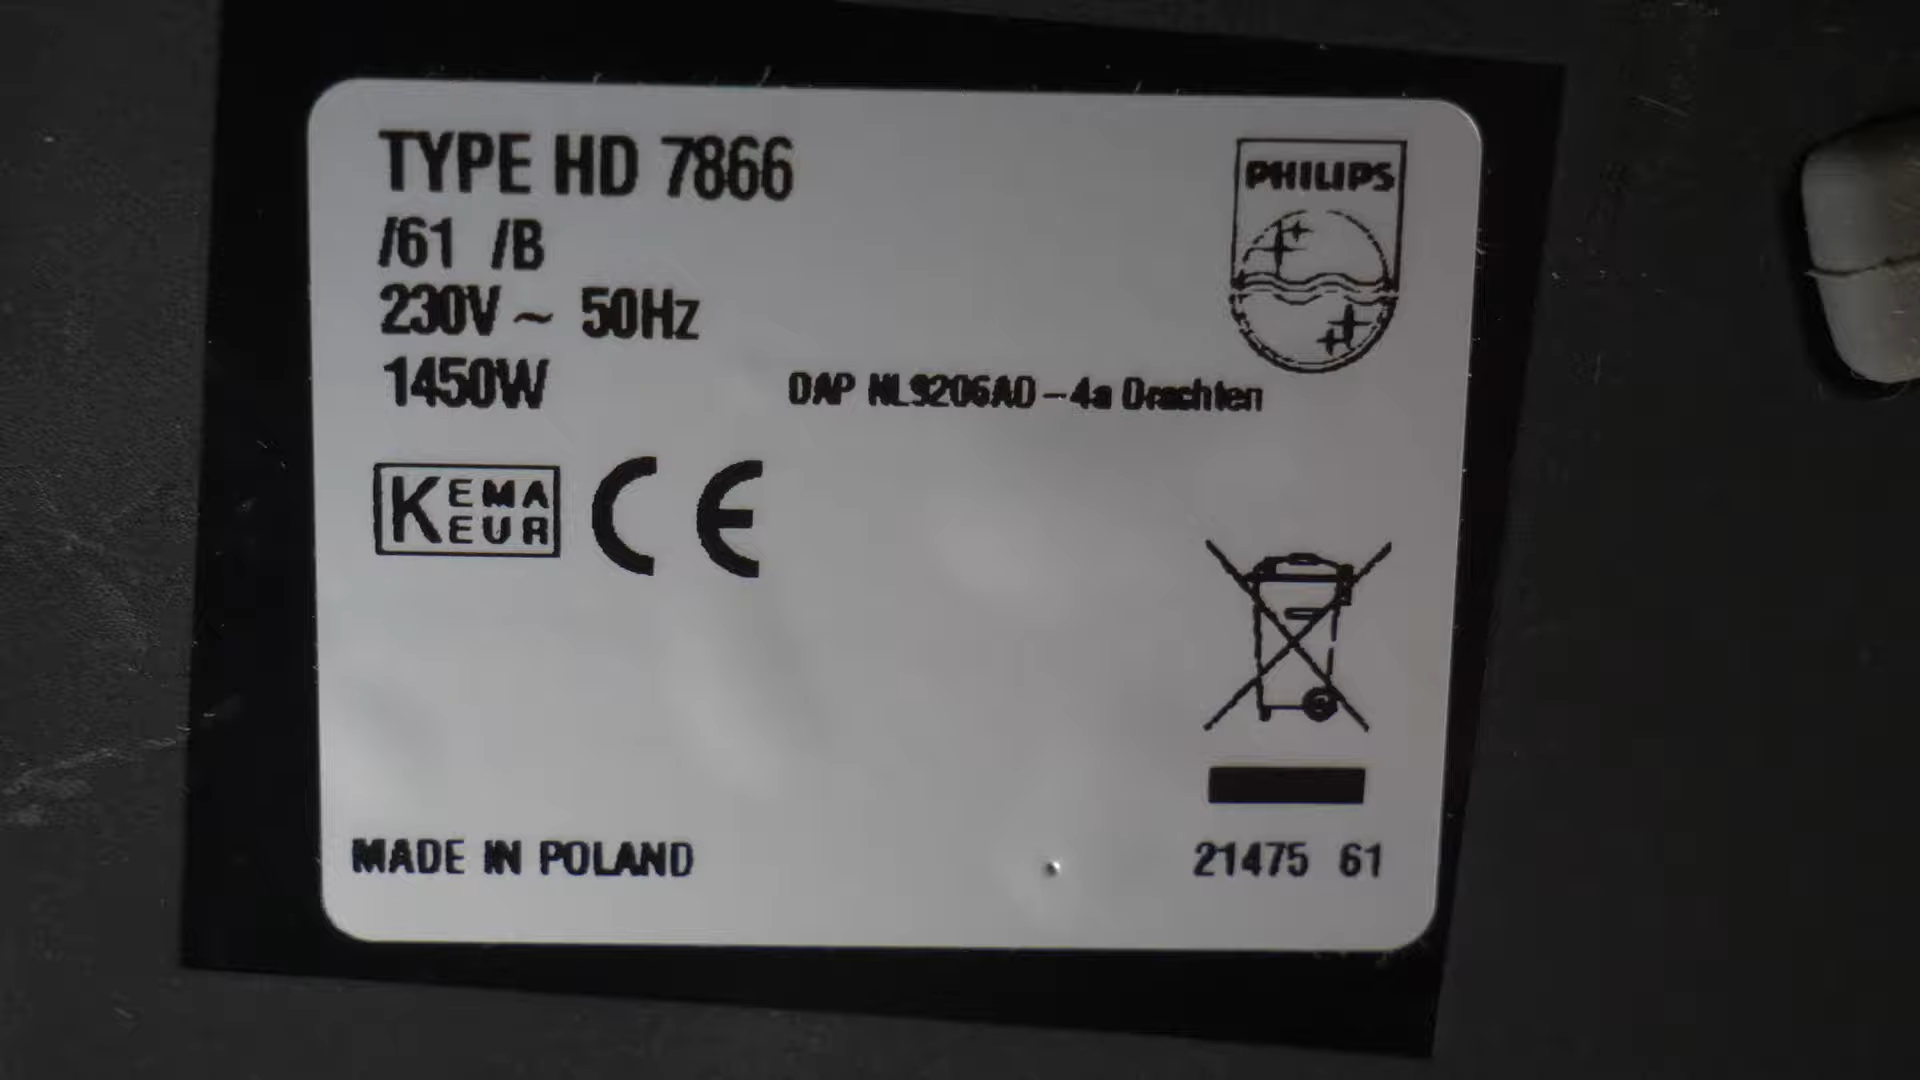 TYPE HD 7866
PHILIPS
/61 /B
230V ~ 50Hz
1450W
DAP NL9206AD-4a Drachten
KEMA
EUR
CE
MADE IN POLAND
21475 61